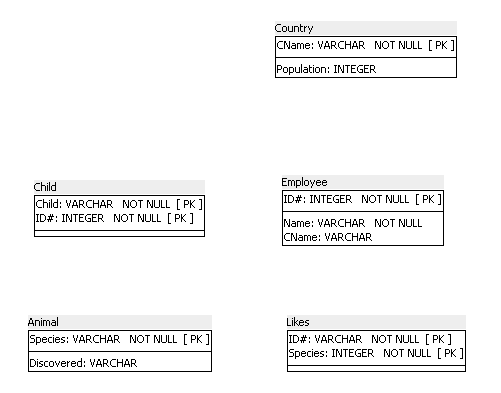 Country
CName: VARCHAR NOT NULL [ PK ]
Population: INTEGER
Child
Child: VARCHAR NOT NULL [ PK ]
ID#: INTEGER NOT NULL [ PK ]
Employee
ID#: INTEGER NOT NULL [ PK ]
Name: VARCHAR NOT NULL
CName: VARCHAR
Animal
Species: VARCHAR NOT NULL [ PK ]
Discovered: VARCHAR
Likes
ID#: VARCHAR NOT NULL [ PK ]
Species: INTEGER NOT NULL [ PK ]